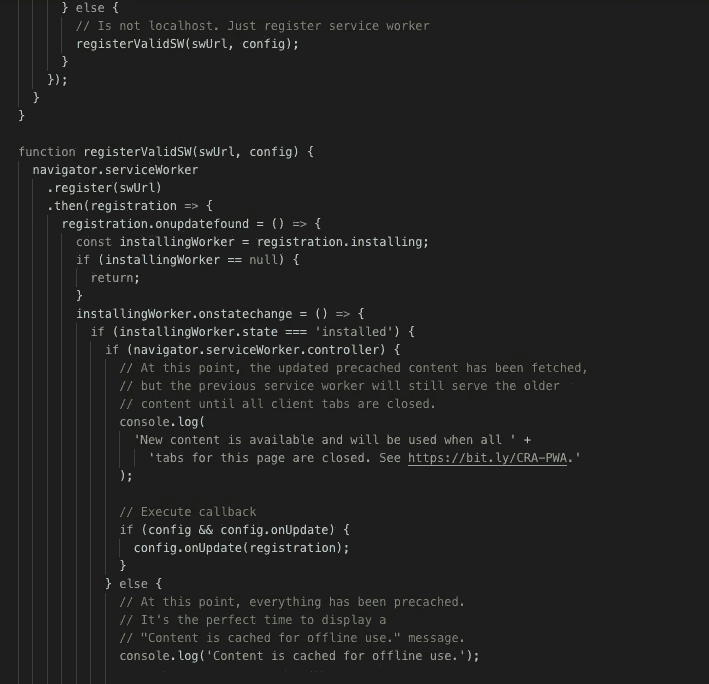 } else {
// Is not localhost. Just register service worker
registerValidSW(swUrl, config);
}
});
}
}
function registerValidSW(swUrl, config) {
navigator.serviceWorker
.register(swUrl)
.then(registration => {
registration.onupdatefound = () => {
const installingWorker = registration.installing;
if (installingWorker == null) {
return;
}
installingWorker.onstatechange = () => {
if (installingWorker.state === 'installed') {
if (navigator.serviceWorker.controller) {
// At this point, the updated precached content has been fetched,
// but the previous service worker will still serve the older
// content until all client tabs are closed.
console.log(
'New content is available and will be used when all ' +
'tabs for this page are closed. See https://bit.ly/CRA-PWA.'
);
// Execute callback
if (config && config.onUpdate) {
config.onUpdate(registration);
}
} else {
// At this point, everything has been precached.
// It's the perfect time to display a
// "Content is cached for offline use." message.
console.log('Content is cached for offline use.');